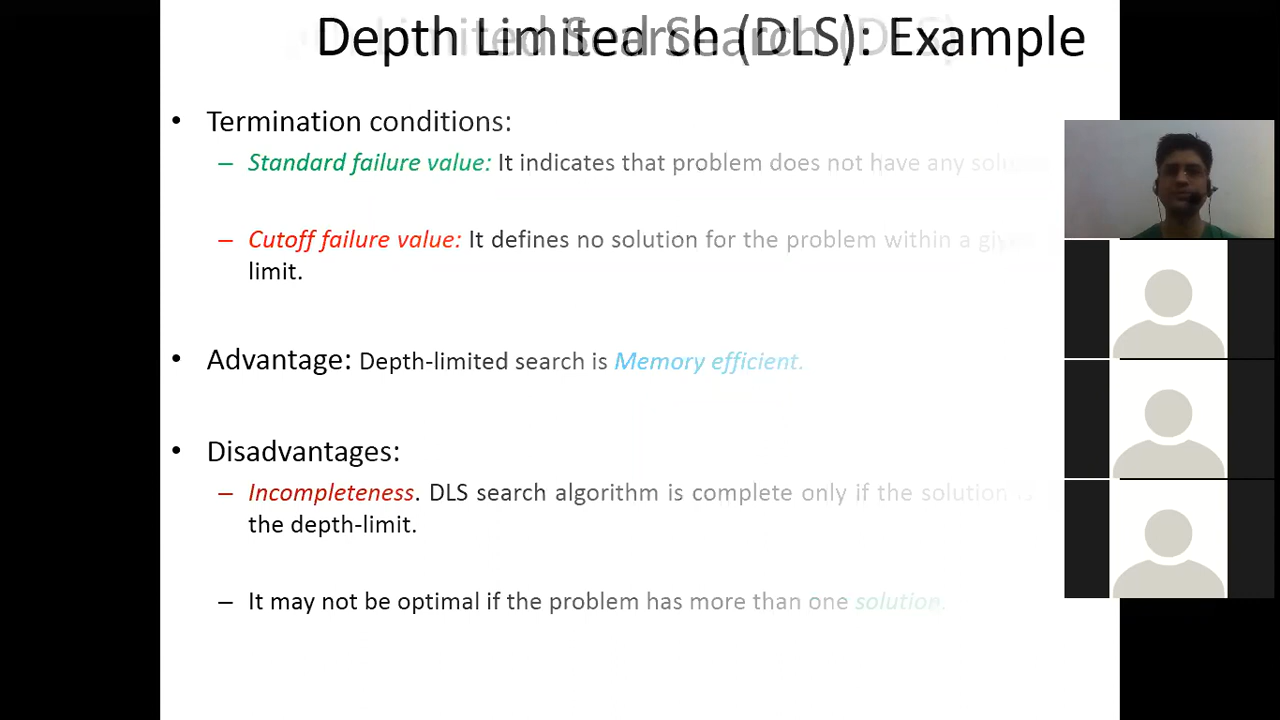 Depth Limited Search (DLS): Example
• Termination conditions:
– Standard failure value: It indicates that problem does not have any
– Cutoff failure value: It defines no solution for the problem within a given
limit.
• Advantage: Depth-limited search is Memory efficient.
• Disadvantages:
– Incompleteness. DLS search algorithm is complete only if the solution is
the depth-limit.
– It may not be optimal if the problem has more than one solution.